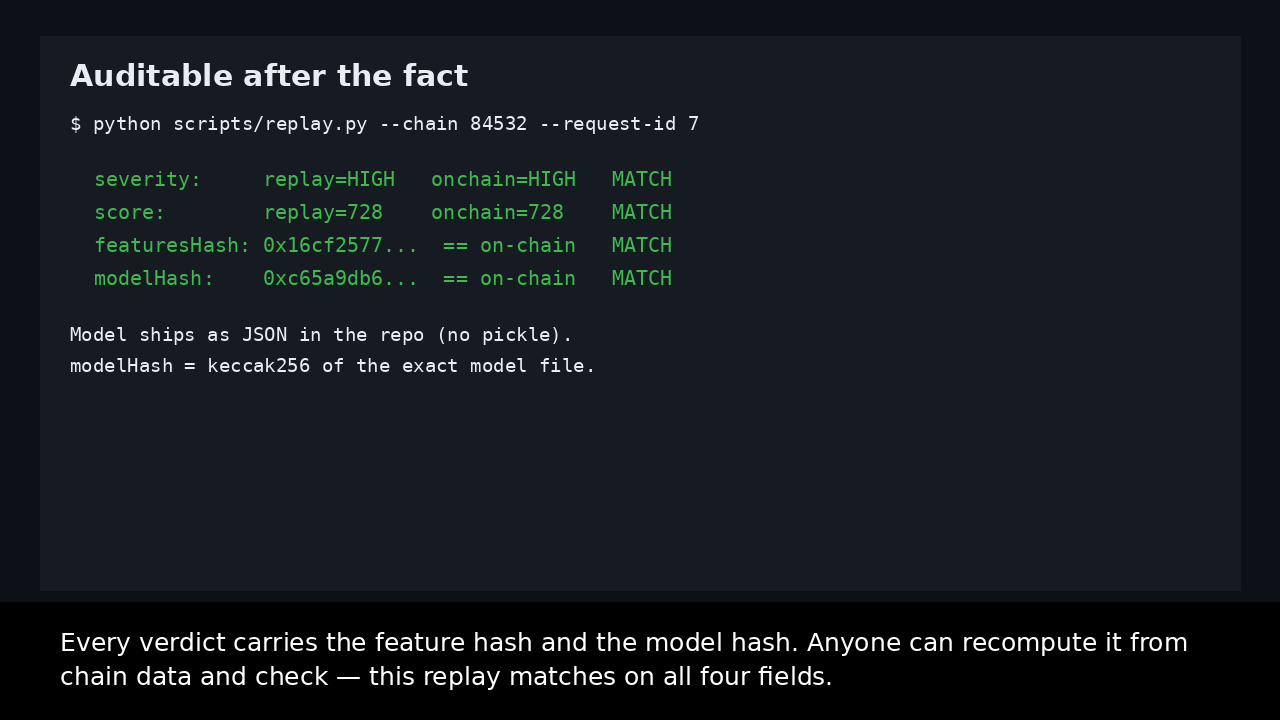 Auditable after the fact
$ python scripts/replay.py --chain 84532 --request-id 7
severity:     replay=HIGH   onchain=HIGH   MATCH
score:        replay=728    onchain=728    MATCH
featuresHash: 0x16cf2577...  == on-chain   MATCH
modelHash:    0xc65a9db6...  == on-chain   MATCH
Model ships as JSON in the repo (no pickle).
modelHash = keccak256 of the exact model file.
Every verdict carries the feature hash and the model hash. Anyone can recompute it from
chain data and check — this replay matches on all four fields.